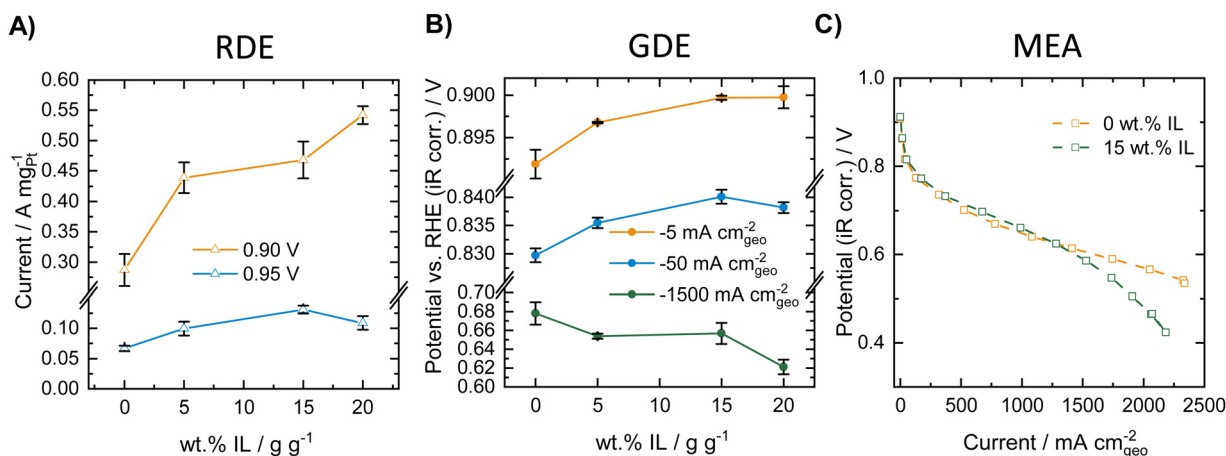 A)
RDE
Current / A mg⁻¹Pt
0.60
0.55
0.50
0.45
0.40
0.35
0.30
0.10
0.05
0.00
0.90 V
0.95 V
0 5 10 15 20
wt.% IL / g g⁻¹
B)
GDE
Potential vs. RHE (iR corr.) / V
0.900
0.895
0.840
0.835
0.830
0.70
0.68
0.66
0.64
0.62
0.60
-5 mA cm⁻²geo
-50 mA cm⁻²geo
-1500 mA cm⁻²geo
0 5 10 15 20
wt.% IL / g g⁻¹
C)
MEA
Potential (iR corr.) / V
1.0
0.8
0.6
0.4
0 wt.% IL
15 wt.% IL
0 500 1000 1500 2000 2500
Current / mA cm⁻²geo